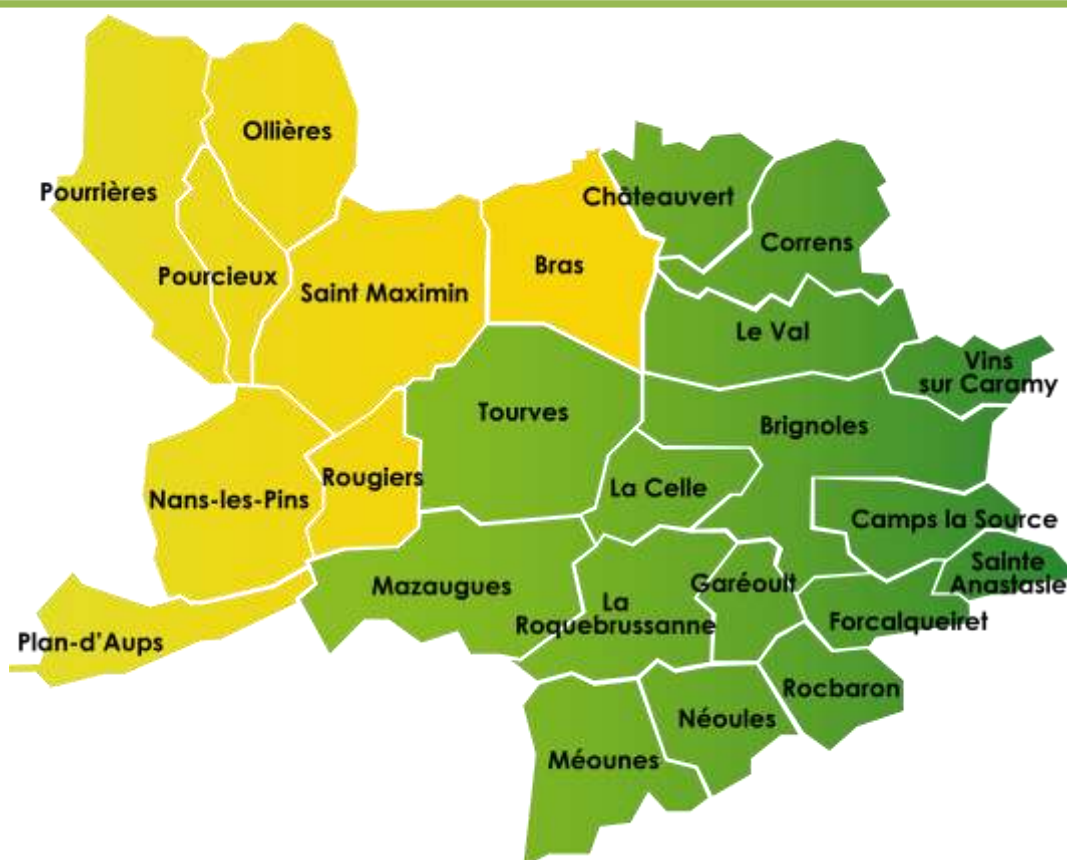 Ollières
Pourrières
Châteauvert
Correns
Bras
Pourcieux
Saint Maximin
Le Val
Vins
sur Caramy
Tourves
Brignoles
Rougiers
Nans-les-Pins
La Celle
Camps la Source
Sainte
Anastasie
Mazaugues
Garéoult
La
Roquebrussanne
Forcalqueiret
Plan-d'Aups
Rocbaron
Néoules
Méounes